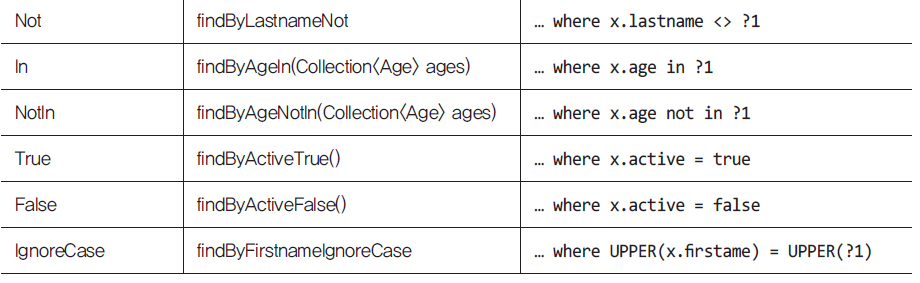 Not findByLastnameNot … where x.lastname <> ?1
In findByAgeIn(Collection〈Age〉 ages) … where x.age in ?1
NotIn findByAgeNotIn(Collection〈Age〉 ages) … where x.age not in ?1
True findByActiveTrue() … where x.active = true
False findByActiveFalse() … where x.active = false
IgnoreCase findByFirstnameIgnoreCase … where UPPER(x.firstame) = UPPER(?1)